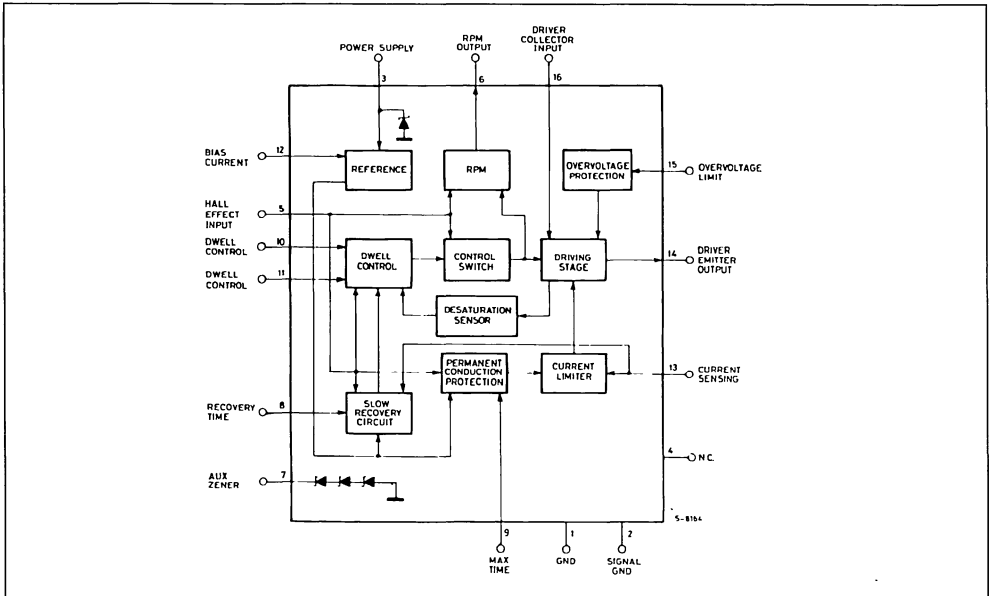 DRIVER
COLLECTOR
INPUT
RPM
OUTPUT
POWER SUPPLY
3
6
16
BIAS
CURRENT
12
REFERENCE
RPM
OVERVOLTAGE
PROTECTION
15
OVERVOLTAGE
LIMIT
HALL
EFFECT
INPUT
5
DWELL
CONTROL
10
DWELL
CONTROL
11
DWELL
CONTROL
CONTROL
SWITCH
DRIVING
STAGE
14
DRIVER
EMITTER
OUTPUT
DESATURATION
SENSOR
PERMANENT
CONDUCTION
PROTECTION
CURRENT
LIMITER
13
CURRENT
SENSING
RECOVERY
TIME
8
SLOW
RECOVERY
CIRCUIT
4
N.C.
AUX
ZENER
7
S-8164
9
1
2
MAX
TIME
GND
SIGNAL
GND